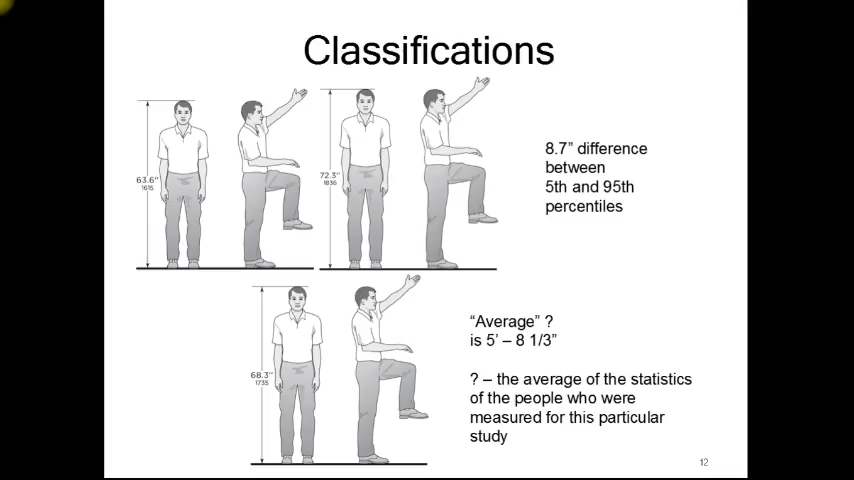 Classifications
63.6"
1615
72.3"
1836
8.7” difference
between
5th and 95th
percentiles
68.3"
1735
“Average” ?
is 5’ – 8 1/3”
? – the average of the statistics
of the people who were
measured for this particular
study
12